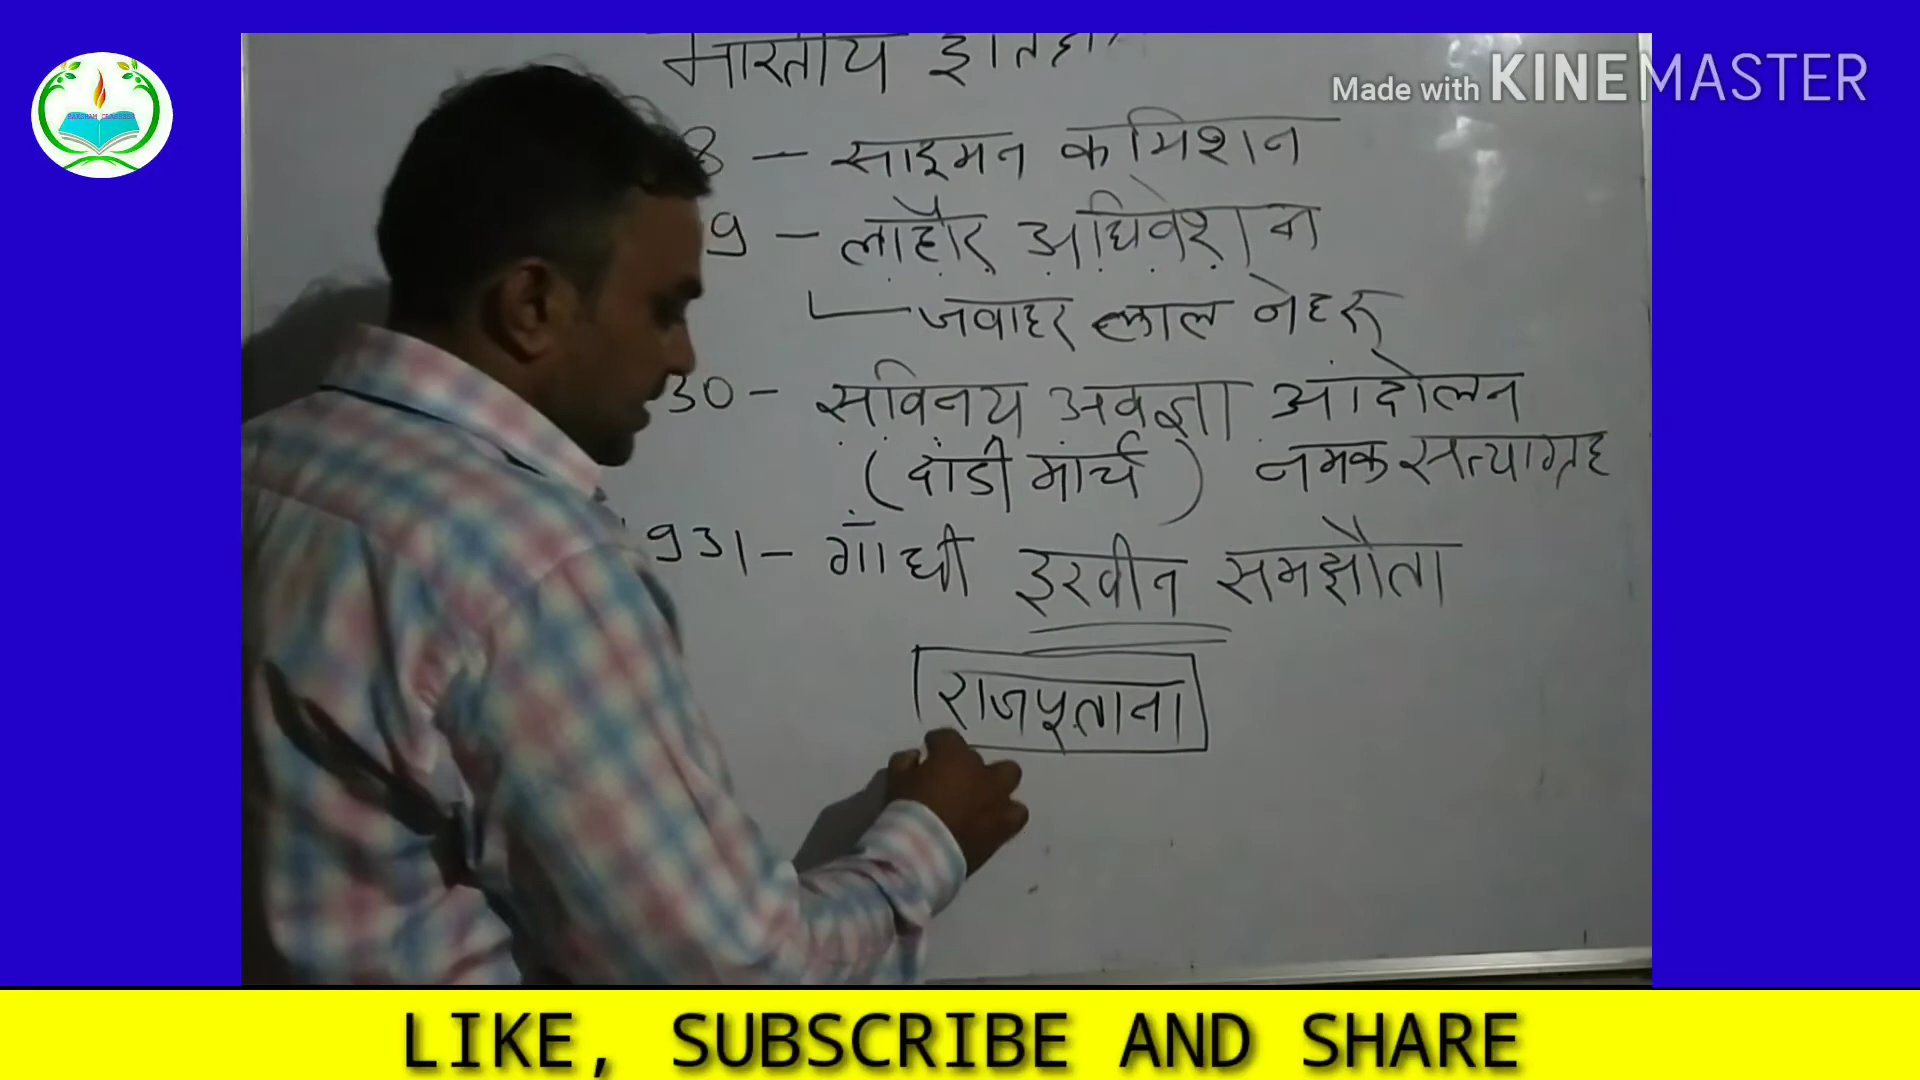 भारतीय
Made with KINEMASTER
8 – साइमन कमिशन
9 – लाहौर अधिवेशन
जवाहर लाल नेहरू
30 – सविनय अवज्ञा आंदोलन
(दांडी मार्च) नमक सत्याग्रह
931 – गाँधी इरवीन समझौता
राजपूताना
LIKE, SUBSCRIBE AND SHARE